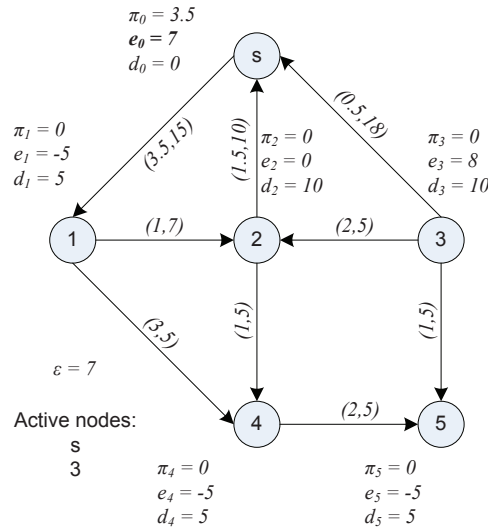 π₀ = 3.5
e₀ = 7
d₀ = 0
s
(3.5,15)
(1.5,10)
(0.5,18)
π₁ = 0
e₁ = -5
d₁ = 5
π₂ = 0
e₂ = 0
d₂ = 10
π₃ = 0
e₃ = 8
d₃ = 10
1
(1,7)
2
(2,5)
3
(3,5)
(1,5)
(1,5)
ε = 7
4
(2,5)
5
Active nodes:
s
3
π₄ = 0
e₄ = -5
d₄ = 5
π₅ = 0
e₅ = -5
d₅ = 5